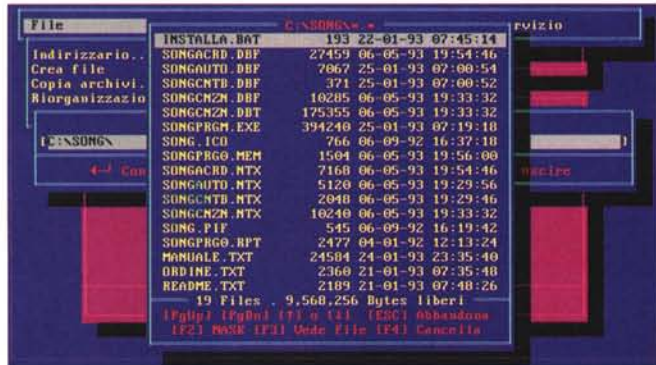 File
C:\SONG\*.*
rvizio
INSTALLA.BAT 193 22-01-93 07:45:14
Indirizzario..
SONGACRD.DBF 27459 06-05-93 19:54:46
Crea file
SONGAUTO.DBF 7067 25-01-93 07:00:54
Copia archivi.
SONGCNTB.DBF 371 25-01-93 07:00:52
Riorganizzazio
SONGCNZN.DBF 10285 06-05-93 19:33:32
SONGCNZN.DBT 175355 06-05-93 19:33:32
SONGPRGM.EXE 394240 25-01-93 07:19:18
[C:\SONG\ ]
SONG.ICO 766 06-09-92 16:37:18
SONGPRG0.MEM 1504 06-05-93 19:56:00
SONGACRD.NTX 7168 06-05-93 19:54:46
SONGAUTO.NTX 5120 06-05-93 19:29:56
SONGCNTB.NTX 2048 06-05-93 19:29:46
SONGCNZN.NTX 10240 06-05-93 19:33:32
SONG.PIF 545 06-09-92 16:19:42
SONGPRG0.RPT 2477 04-01-92 12:13:24
MANUALE.TXT 24584 24-01-93 23:35:40
ORDINE.TXT 2360 21-01-93 07:35:48
README.TXT 2189 21-01-93 07:48:26
19 Files . 9,568,256 Bytes liberi
[PgUp] [PgDn] [↑] o [↓] [ESC] Abbandona
[F2] MASK [F3] Vede File [F4] Cancella